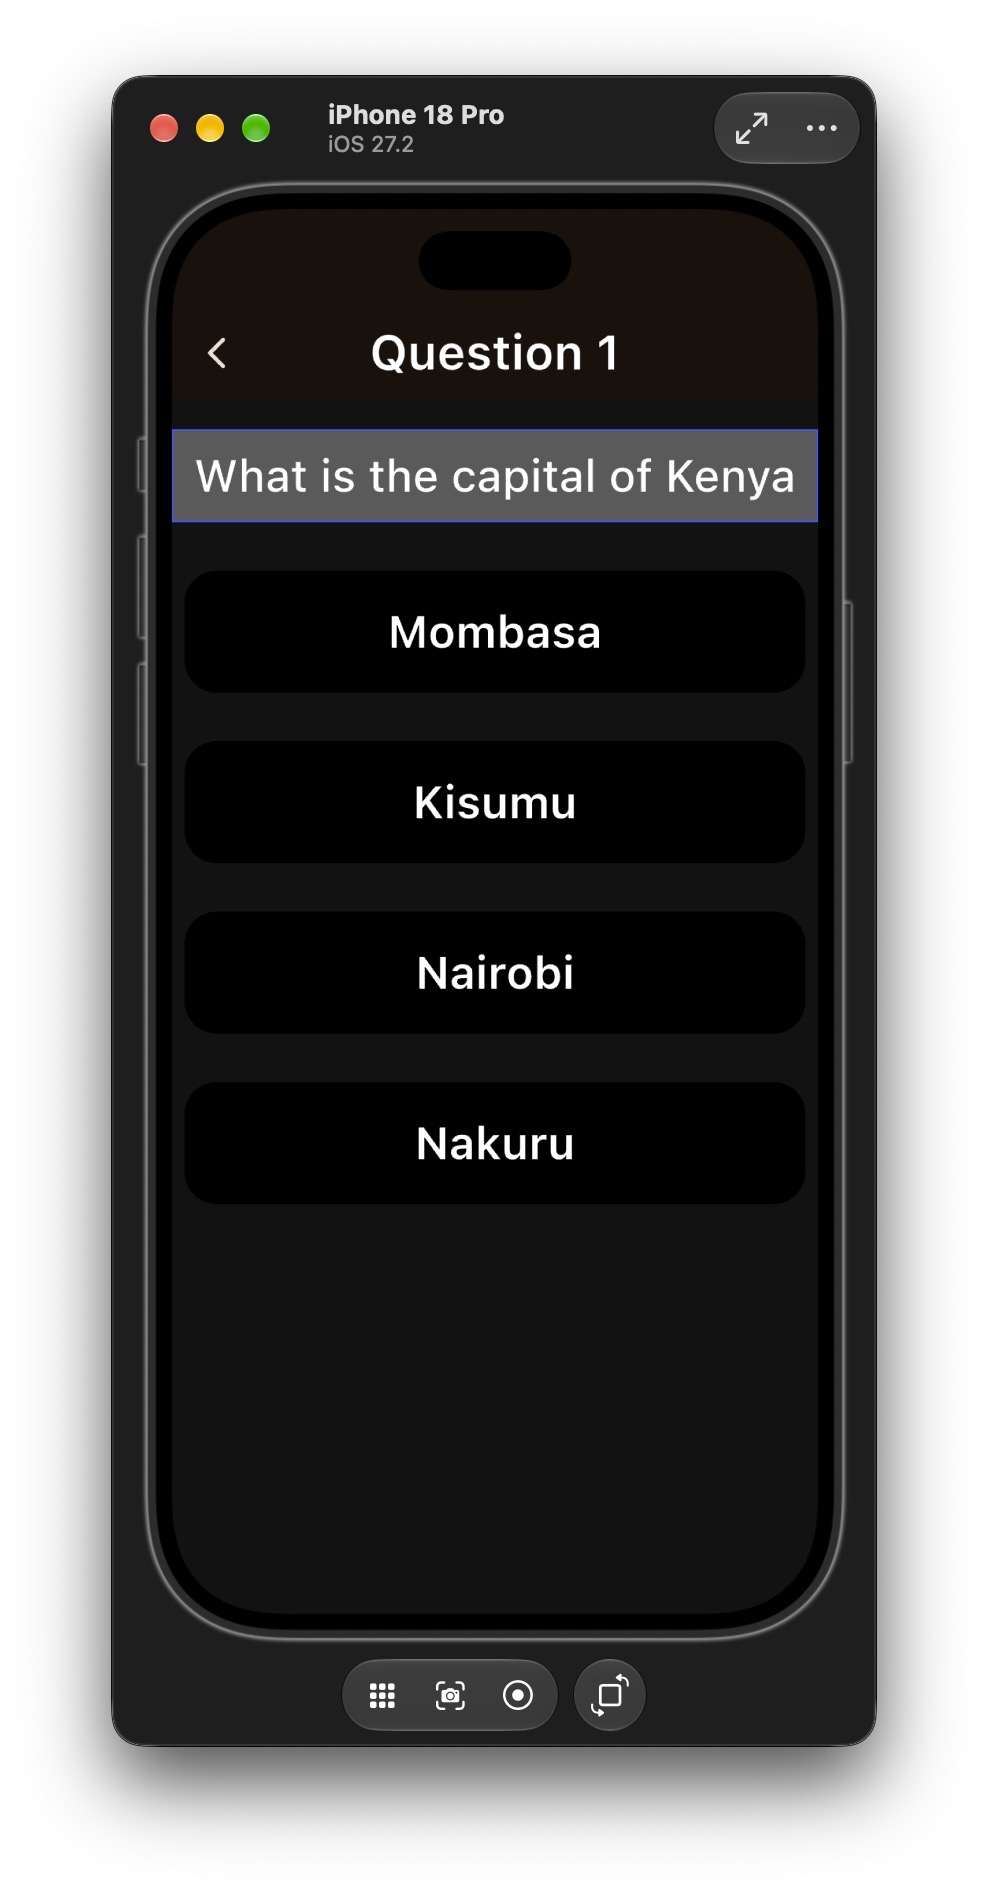 iPhone 18 Pro
iOS 27.2
Question 1
What is the capital of Kenya
Mombasa
Kisumu
Nairobi
Nakuru